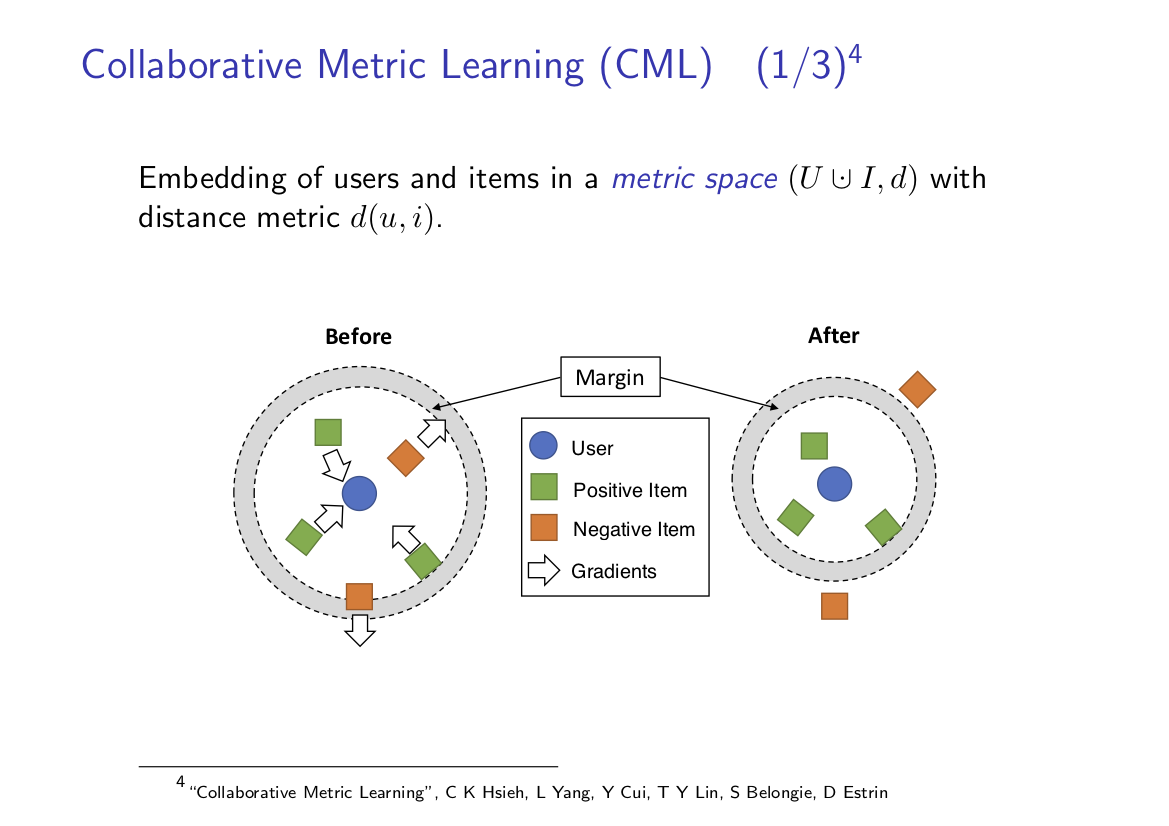 Collaborative Metric Learning (CML) (1/3)⁴
Embedding of users and items in a metric space (U ⊍ I, d) with
distance metric d(u, i).
Before
After
Margin
User
Positive Item
Negative Item
Gradients
⁴ “Collaborative Metric Learning”, C K Hsieh, L Yang, Y Cui, T Y Lin, S Belongie, D Estrin